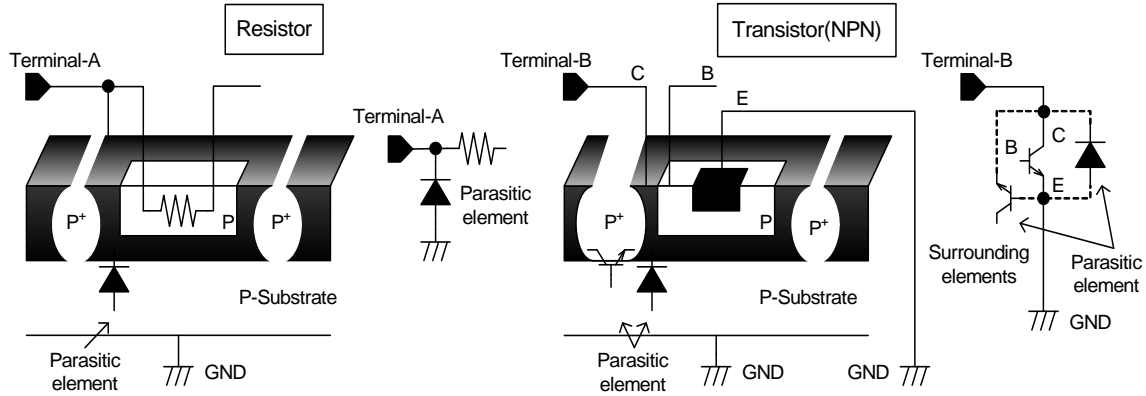 Resistor
Terminal-A
P⁺
P
P⁺
P-Substrate
Parasitic
element
GND
Terminal-A
Parasitic
element
Transistor(NPN)
Terminal-B
C
B
E
P⁺
P
P⁺
P-Substrate
Parasitic
element
GND
GND
Terminal-B
C
B
E
Surrounding
elements
Parasitic
element
GND